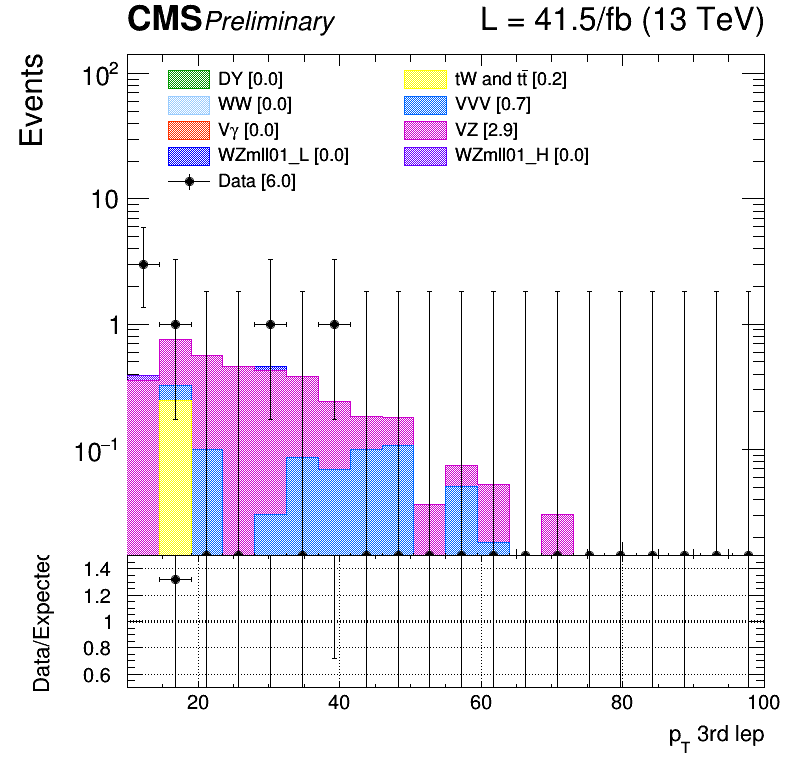 CMS Preliminary L = 41.5/fb (13 TeV)
Events
10²
10
1
10⁻¹
DY [0.0]
tW and tt̄ [0.2]
WW [0.0]
VVV [0.7]
Vγ [0.0]
VZ [2.9]
WZmll01_L [0.0]
WZmll01_H [0.0]
Data [6.0]
Data/Expected
1.4
1.2
1
0.8
0.6
20 40 60 80 100
p_T 3rd lep